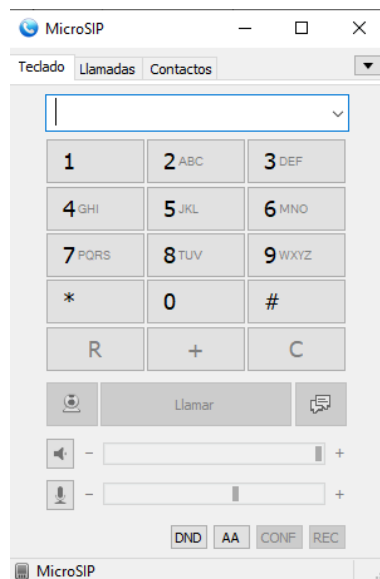 MicroSIP
Teclado Llamadas Contactos
1 2 ABC 3 DEF
4 GHI 5 JKL 6 MNO
7 PQRS 8 TUV 9 WXYZ
* 0 #
R + C
Llamar
- +
- +
DND AA CONF REC
MicroSIP